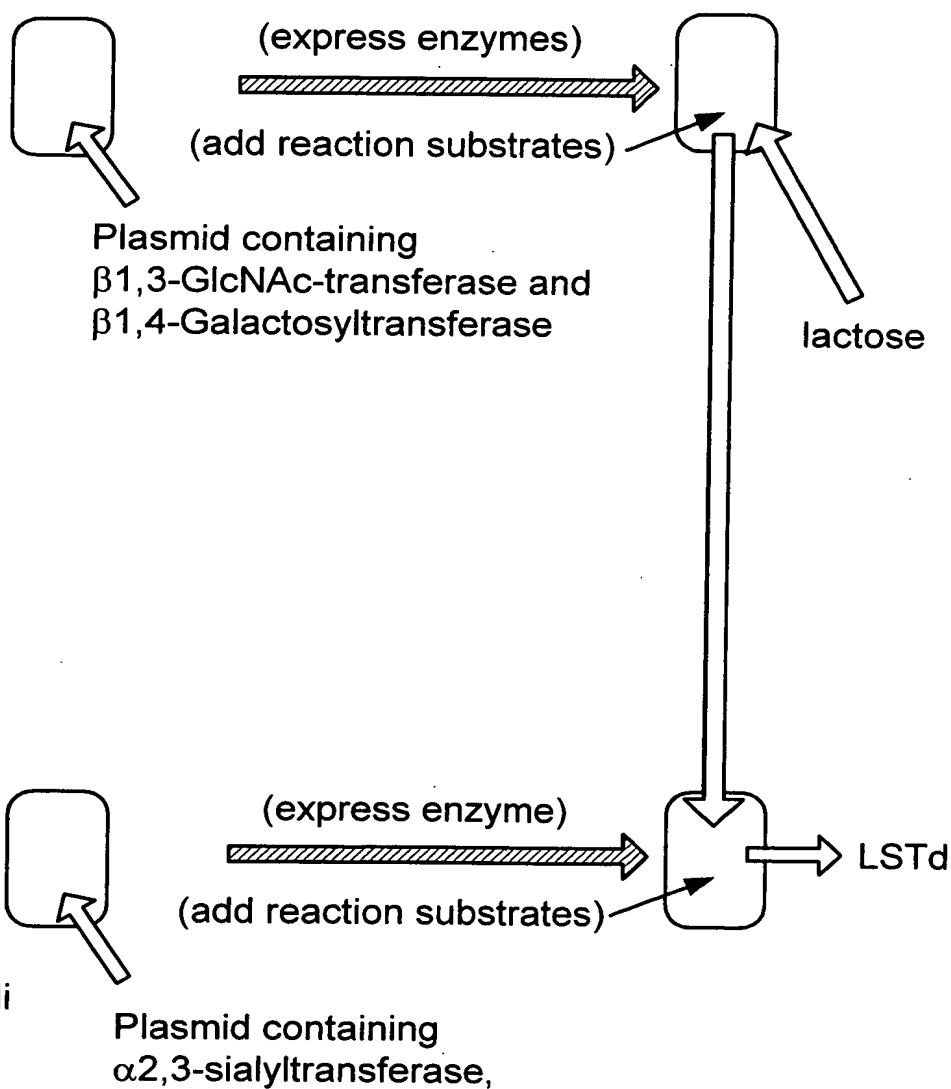 (express enzymes)
(add reaction substrates)
Plasmid containing
β1,3-GlcNAc-transferase and
β1,4-Galactosyltransferase
lactose
(express enzyme)
LSTd
(add reaction substrates)
li
Plasmid containing
α2,3-sialyltransferase,